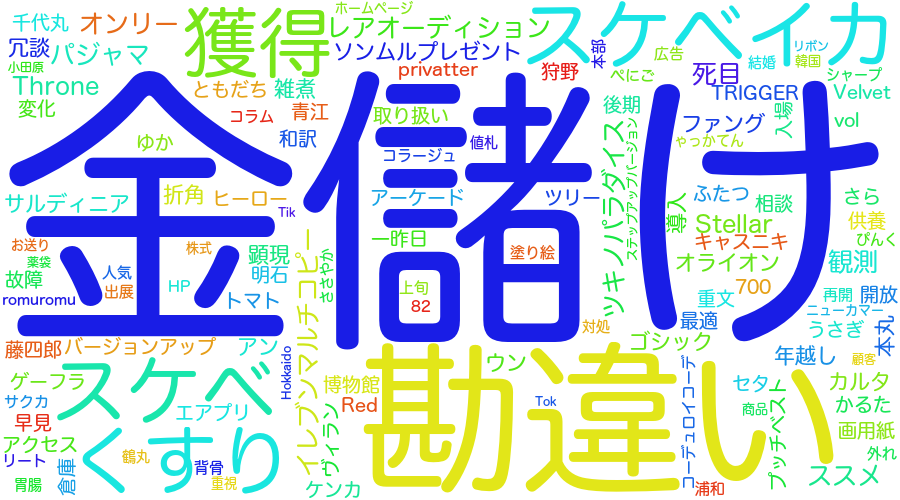 千代丸
オンリー
獲得
ホームページ
レアオーディション
スケベイカ
冗談
パジャマ
ソンムルプレゼント
本部
広告
結婚
リボン
韓国
小田原
privatter
狩野
べにご
死目
シャープ
Throne
ともだち
雑煮
TRIGGER
Velvet
変化
コラム
青江
取り扱い
後期
ファング
入場
vol
金儲け
ゆか
和訳
コラージュ
値札
ツキノパラダイス
ステップアップバージョン
ゃっかてん
サルディニア
折角
ヒーロー
アーケード
ツリー
導入
ふたつ
相談
さら
Tik
Stellar
供養
お送り
株式
顕現
一昨日
塗り絵
キャスニキ
ぴんく
薬袋
故障
人気
明石
ささやか
オライオン
観測
romuromu
出展
HP
トマト
上旬
82
重文
700
再開
開放
イレブンマルチコピー
ニューカマー
藤四郎
バージョンアップ
アン
対処
ゴシック
最適
うさぎ
本丸
年越し
顧客
スケベ
勘違い
ゲーフラ
Hokkaido
博物館
ウン
コーデュロイコーデ
セタ
カルタ
サクカ
エアアプリ
Red
Tok
商品
プッチベスト
かるた
早見
くすり
ヴィラン
画用紙
アクセス
鶴丸
リート
倉庫
背骨
外れ
胃腸
重視
ケンカ
浦和
ススメ